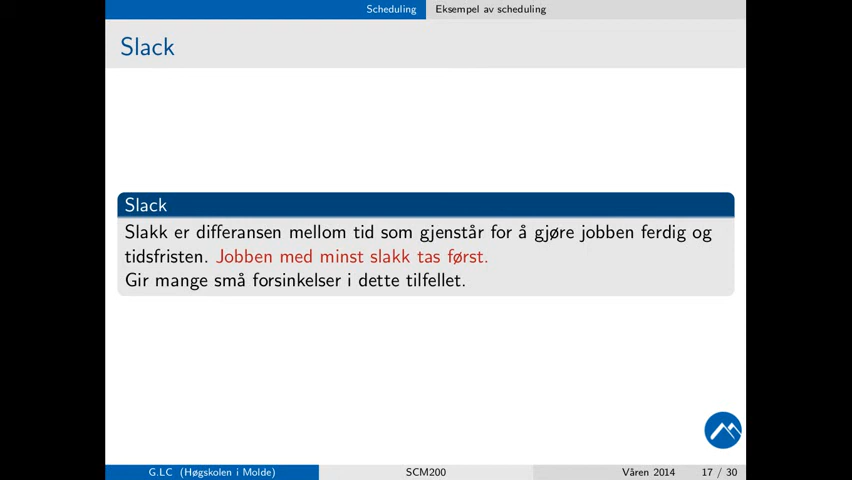 Scheduling Eksempel av scheduling
Slack
Slack
Slakk er differansen mellom tid som gjenstår for å gjøre jobben ferdig og
tidsfristen. Jobben med minst slakk tas først.
Gir mange små forsinkelser i dette tilfellet.
G.LC (Høgskolen i Molde) SCM200 Våren 2014 17 / 30